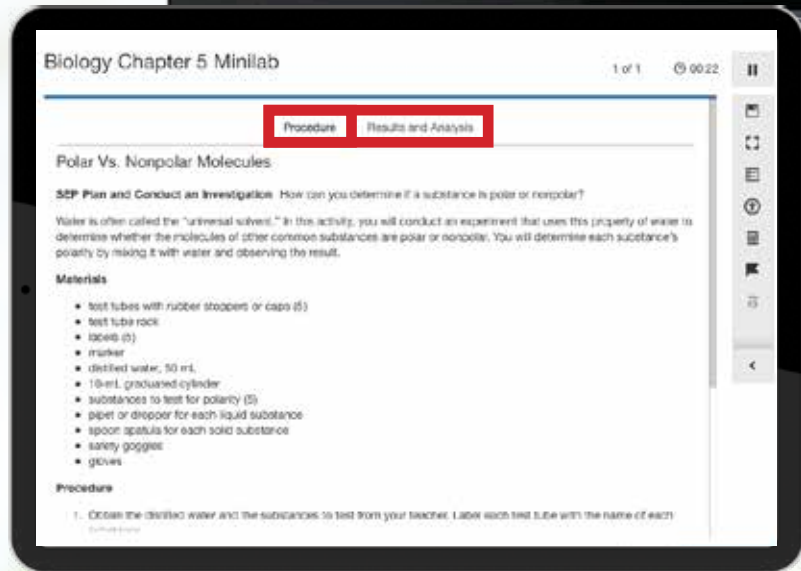 Biology Chapter 5 Minilab
1 of 1
00:22
Procedure
Results and Analysis
Polar Vs. Nonpolar Molecules
SEP Plan and Conduct an Investigation How can you determine if a substance is polar or nonpolar?
Water is often called the "universal solvent." In this activity, you will conduct an experiment that uses this property of water to
determine whether the molecules of other common substances are polar or nonpolar. You will determine each substance's
polarity by mixing it with water and observing the result.
Materials
• test tubes with rubber stoppers or caps (5)
• test tube rack
• labels (5)
• marker
• distilled water, 50 mL
• 10-mL graduated cylinder
• substances to test for polarity (5)
• pipet or dropper for each liquid substance
• spoon spatula for each solid substance
• safety goggles
• gloves
Procedure
1. Obtain the distilled water and the substances to test from your teacher. Label each test tube with the name of each